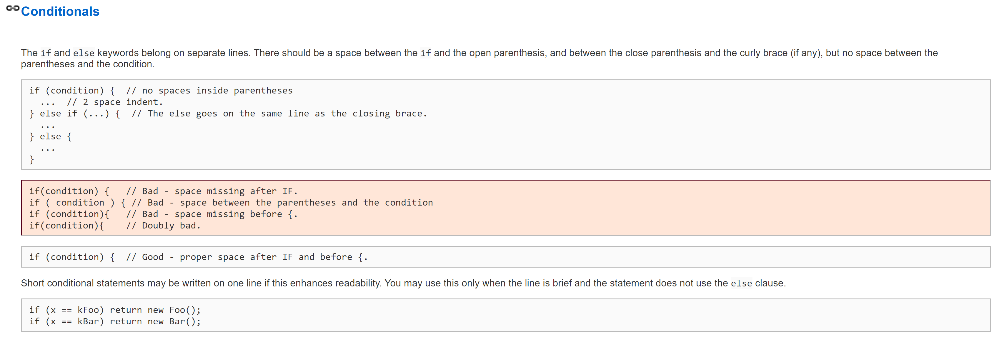 Conditionals
The if and else keywords belong on separate lines. There should be a space between the if and the open parenthesis, and between the close parenthesis and the curly brace (if any), but no space between the
parentheses and the condition.
if (condition) {  // no spaces inside parentheses
  ...  // 2 space indent.
} else if (...) {  // The else goes on the same line as the closing brace.
  ...
} else {
  ...
}
if(condition) {   // Bad - space missing after IF.
if ( condition ) { // Bad - space between the parentheses and the condition
if (condition){   // Bad - space missing before {.
if(condition){    // Doubly bad.
if (condition) {  // Good - proper space after IF and before {.
Short conditional statements may be written on one line if this enhances readability. You may use this only when the line is brief and the statement does not use the else clause.
if (x == kFoo) return new Foo();
if (x == kBar) return new Bar();